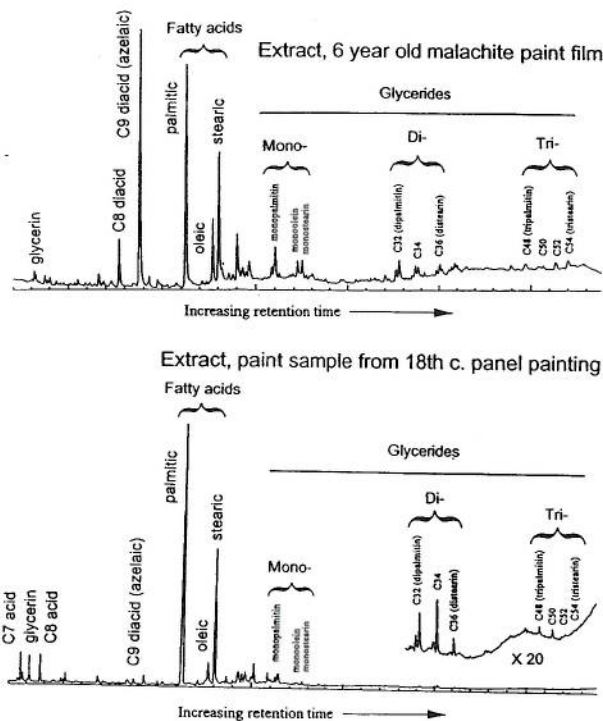 Fatty acids
Extract, 6 year old malachite paint film
Glycerides
Mono-
Di-
Tri-
glycerin
C8 diacid
C9 diacid (azelaic)
palmitic
oleic
stearic
monopalmitin
monoolein
monostearin
C32 (dipalmitin)
C34
C36 (distearin)
C48 (tripalmitin)
C50
C52
C54 (tristearin)
Increasing retention time
Extract, paint sample from 18th c. panel painting
Fatty acids
Glycerides
Mono-
Di-
Tri-
C7 acid
glycerin
C8 acid
C9 diacid (azelaic)
palmitic
oleic
stearic
monopalmitin
monoolein
monostearin
C32 (dipalmitin)
C34
C36 (distearin)
C48 (tripalmitin)
C50
C52
C54 (tristearin)
X 20
Increasing retention time